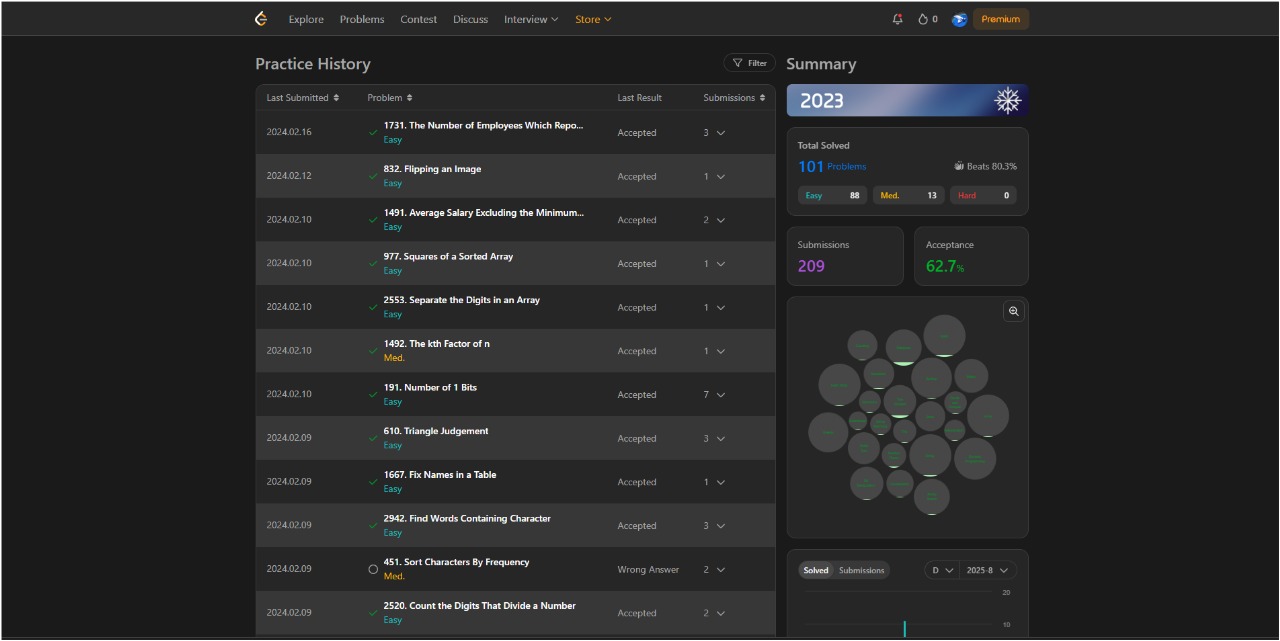 Explore Problems Contest Discuss Interview Store 0 Premium
Practice History Filter
Last Submitted Problem Last Result Submissions
2024.02.16 1731. The Number of Employees Which Repo... Accepted 3
Easy
2024.02.12 832. Flipping an Image Accepted 1
Easy
2024.02.10 1491. Average Salary Excluding the Minimum... Accepted 2
Easy
2024.02.10 977. Squares of a Sorted Array Accepted 1
Easy
2024.02.10 2553. Separate the Digits in an Array Accepted 1
Easy
2024.02.10 1492. The kth Factor of n Accepted 1
Med.
2024.02.10 191. Number of 1 Bits Accepted 7
Easy
2024.02.09 610. Triangle Judgement Accepted 3
Easy
2024.02.09 1667. Fix Names in a Table Accepted 1
Easy
2024.02.09 2942. Find Words Containing Character Accepted 3
Easy
2024.02.09 451. Sort Characters By Frequency Wrong Answer 2
Med.
2024.02.09 2520. Count the Digits That Divide a Number Accepted 2
Easy
Summary
2023
Total Solved
101 Problems Beats 80.3%
Easy 88 Med. 13 Hard 0
Submissions Acceptance
209 62.7%
Solved Submissions D 2025-8
20
10